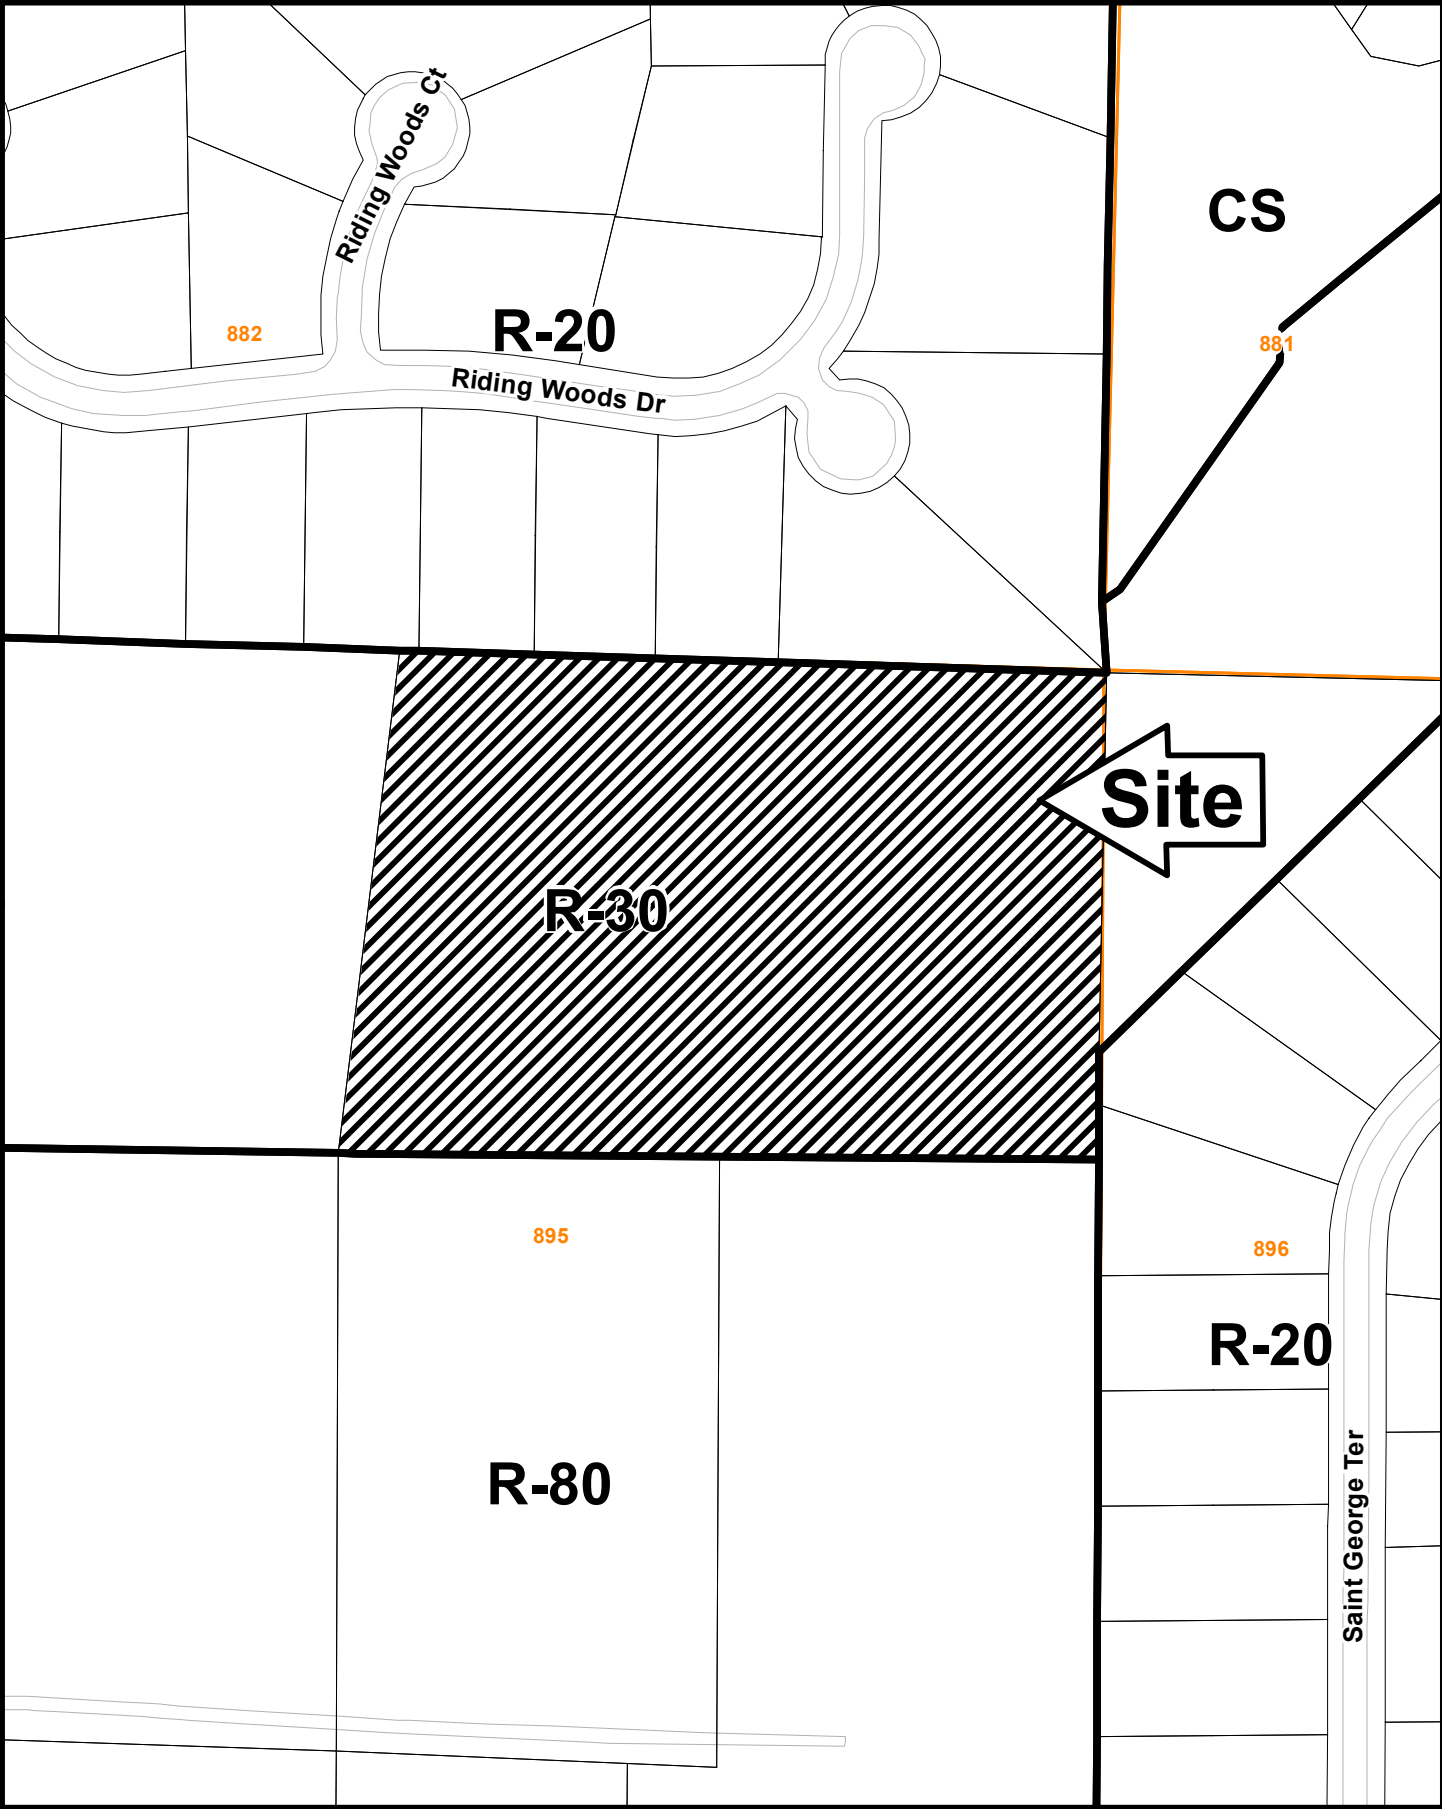 Riding Woods Ct
CS
R-20
882
881
Riding Woods Dr
Site
R-30
895
896
R-20
R-80
Saint George Ter